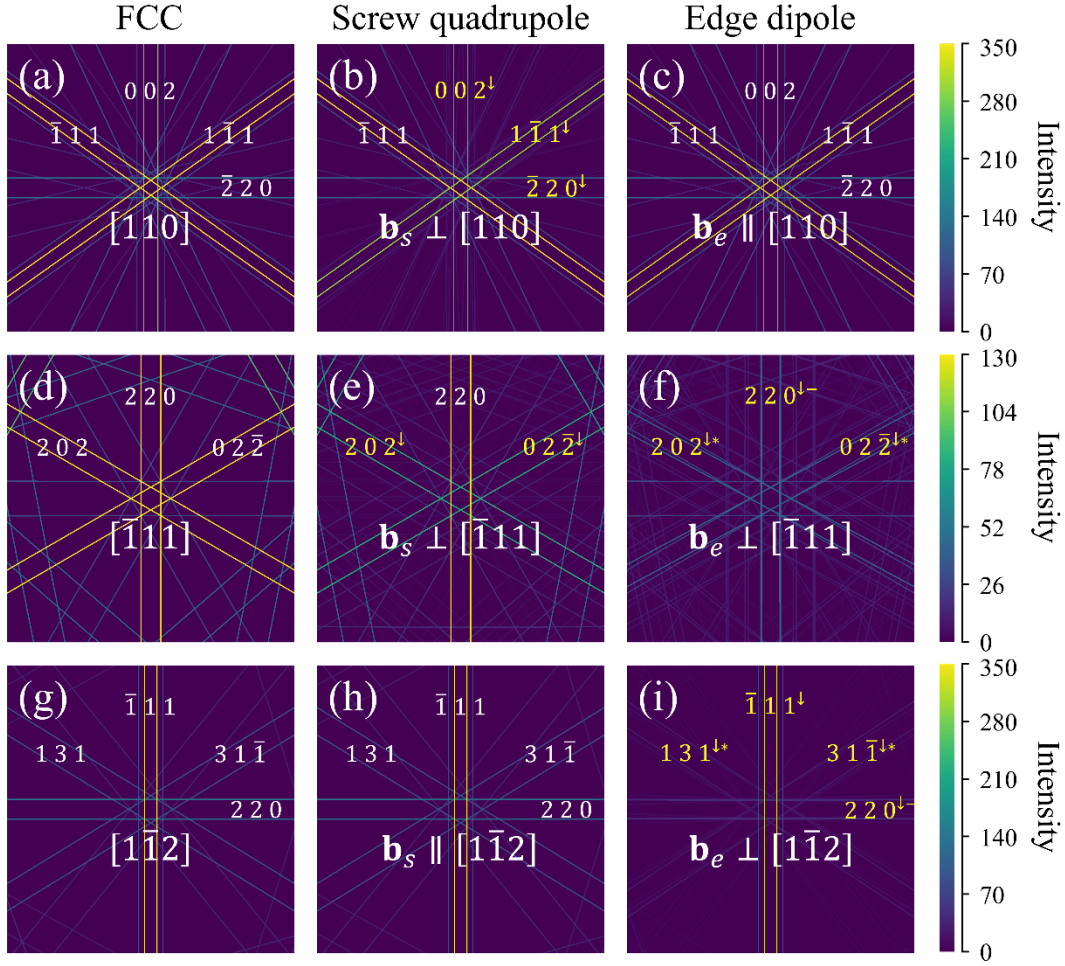 FCC Screw quadrupole Edge dipole
(a) 0 0 2 1̄ 1 1 1 1̄ 1 2̄ 2 0 [110]
(b) 0 0 2↓ 1̄ 1 1 1 1̄ 1↓ 2̄ 2 0↓ b_s ⊥ [110]
(c) 0 0 2 1̄ 1 1 1 1̄ 1 2̄ 2 0 b_e ∥ [110]
350
280
210
140
70
0
Intensity
(d) 2 2 0 2 0 2 0 2 2̄ [1̄11]
(e) 2 2 0 2 0 2↓ 0 2 2̄↓ b_s ⊥ [1̄11]
(f) 2 2 0↓− 2 0 2↓* 0 2 2̄↓* b_e ⊥ [1̄11]
130
104
78
52
26
0
Intensity
(g) 1̄ 1 1 1 3 1 3 1 1̄ 2 2 0 [11̄2]
(h) 1̄ 1 1 1 3 1 3 1 1̄ 2 2 0 b_s ∥ [11̄2]
(i) 1̄ 1 1↓ 1 3 1↓* 3 1 1̄↓* 2 2 0↓− b_e ⊥ [11̄2]
350
280
210
140
70
0
Intensity